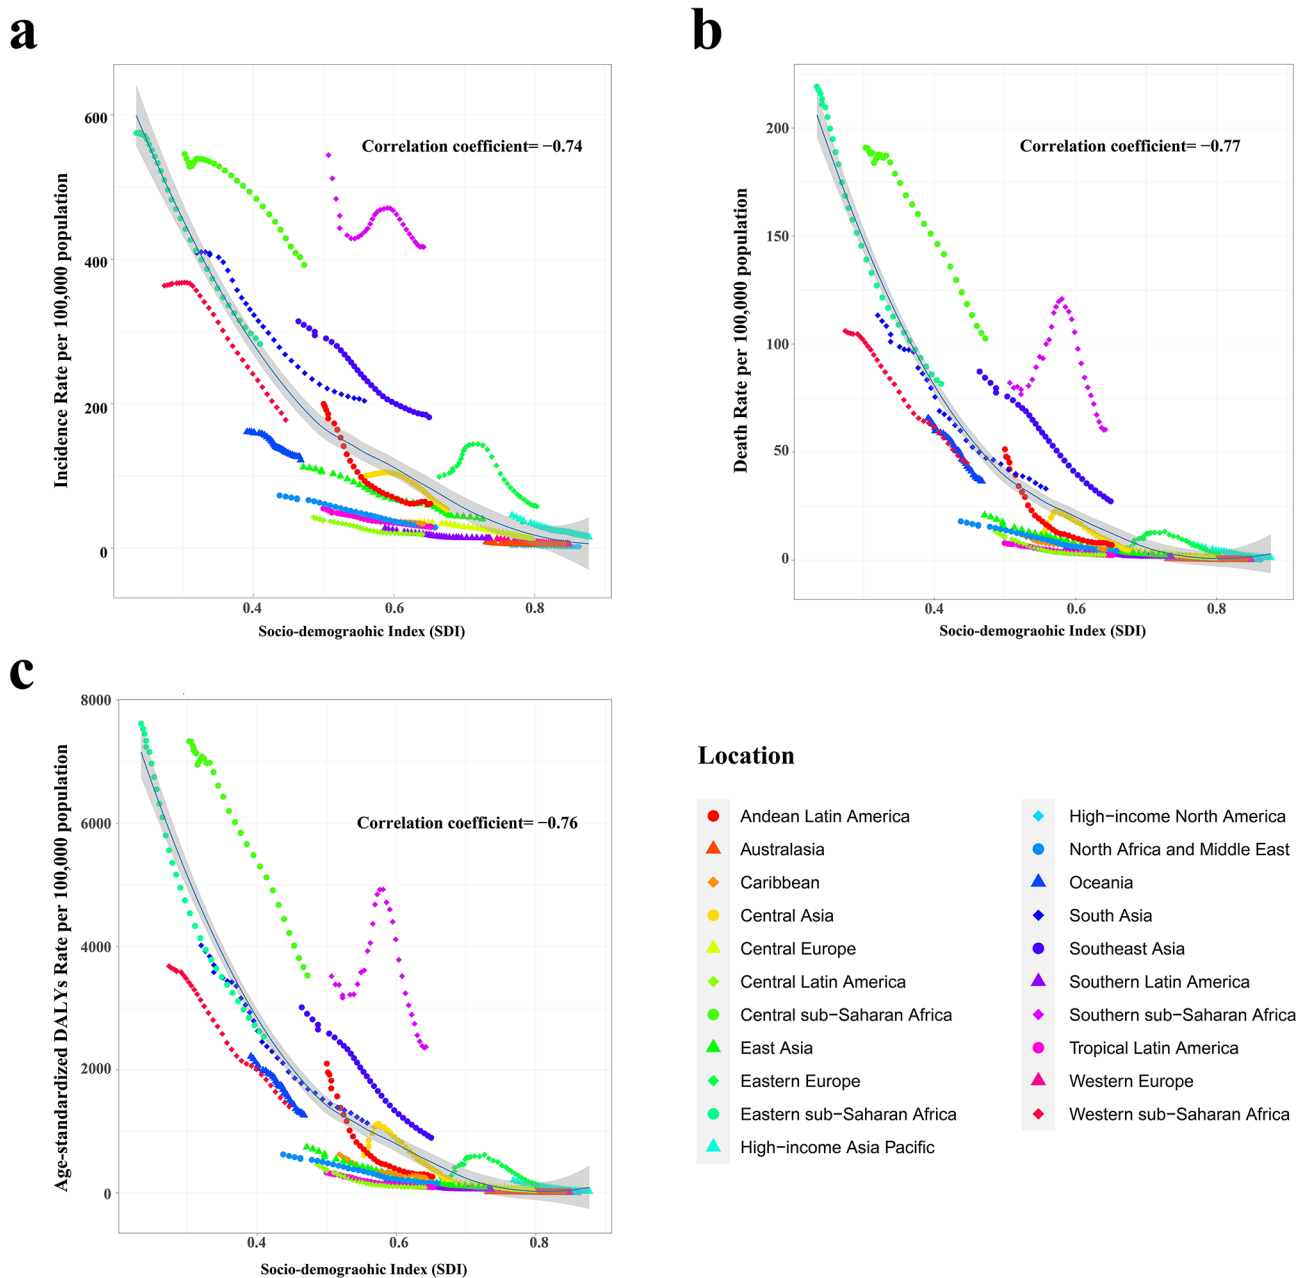 a
600
400
200
0
Incidence Rate per 100,000 population
Correlation coefficient= −0.74
0.4
0.6
0.8
Socio-demograohic Index (SDI)
b
200
150
100
50
0
Death Rate per 100,000 population
Correlation coefficient= −0.77
0.4
0.6
0.8
Socio-demograohic Index (SDI)
c
8000
6000
4000
2000
0
Age-standardized DALYs Rate per 100,000 population
Correlation coefficient= −0.76
0.4
0.6
0.8
Socio-demograohic Index (SDI)
Location
Andean Latin America
Australasia
Caribbean
Central Asia
Central Europe
Central Latin America
Central sub−Saharan Africa
East Asia
Eastern Europe
Eastern sub−Saharan Africa
High−income Asia Pacific
High−income North America
North Africa and Middle East
Oceania
South Asia
Southeast Asia
Southern Latin America
Southern sub−Saharan Africa
Tropical Latin America
Western Europe
Western sub−Saharan Africa